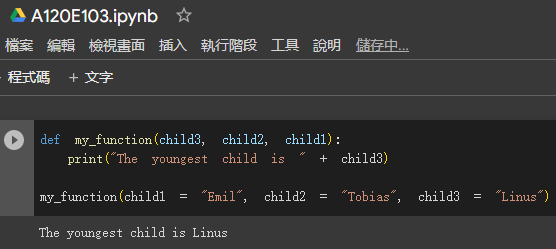 A120E103.ipynb
檔案 編輯 檢視畫面 插入 執行階段 工具 說明 儲存中...
程式碼 + 文字
def my_function(child3, child2, child1):
    print("The youngest child is " + child3)
my_function(child1 = "Emil", child2 = "Tobias", child3 = "Linus")
The youngest child is Linus